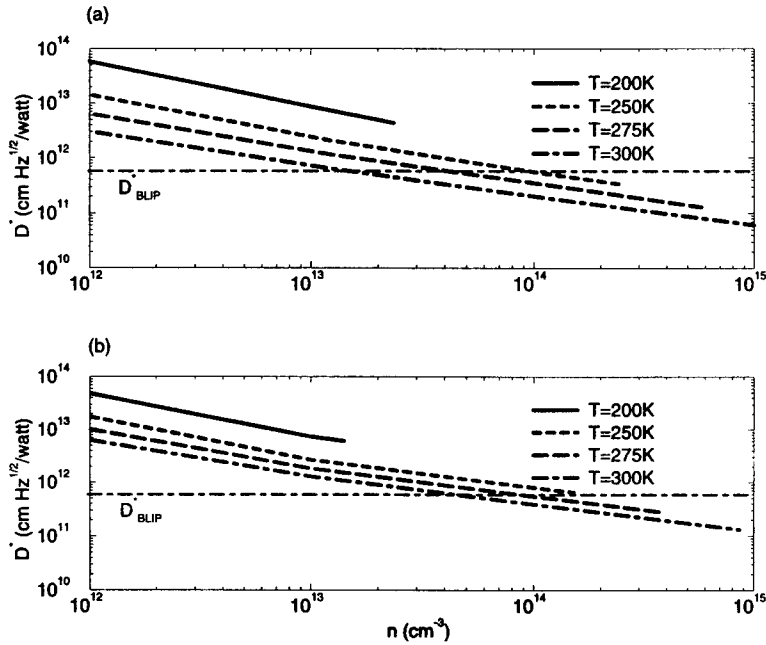 (a)
10^14
10^13
10^12
10^11
10^10
D* (cm Hz^1/2/watt)
T=200K
T=250K
T=275K
T=300K
D*BLIP
10^12
10^13
10^14
10^15
(b)
10^14
10^13
10^12
10^11
10^10
D* (cm Hz^1/2/watt)
T=200K
T=250K
T=275K
T=300K
D*BLIP
10^12
10^13
10^14
10^15
n (cm^-3)